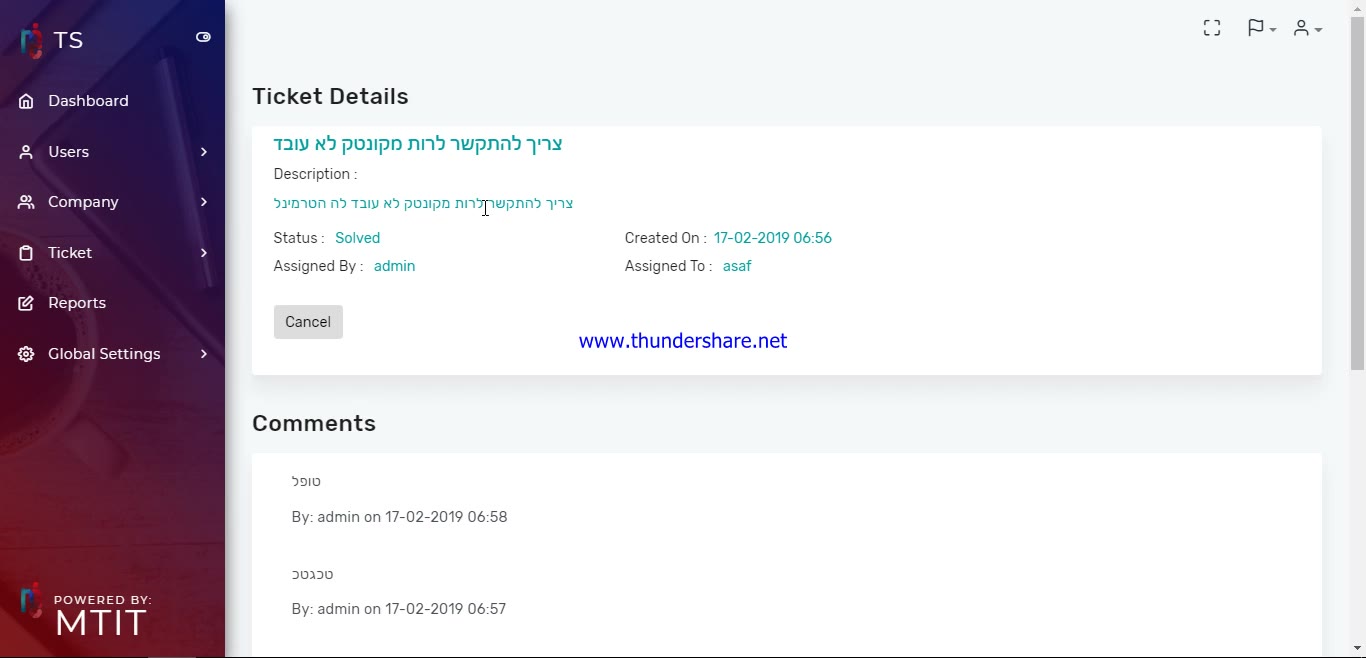 TS
Dashboard
Users
Company
Ticket
Reports
Global Settings
POWERED BY:
MTIT
Ticket Details
צריך להתקשר לרות מקונטק לא עובד
Description :
צריך להתקשר לרות מקונטק לא עובד לה הטרמינל
Status : Solved
Created On : 17-02-2019 06:56
Assigned By : admin
Assigned To : asaf
Cancel
www.thundershare.net
Comments
טופל
By: admin on 17-02-2019 06:58
טכגטכ
By: admin on 17-02-2019 06:57